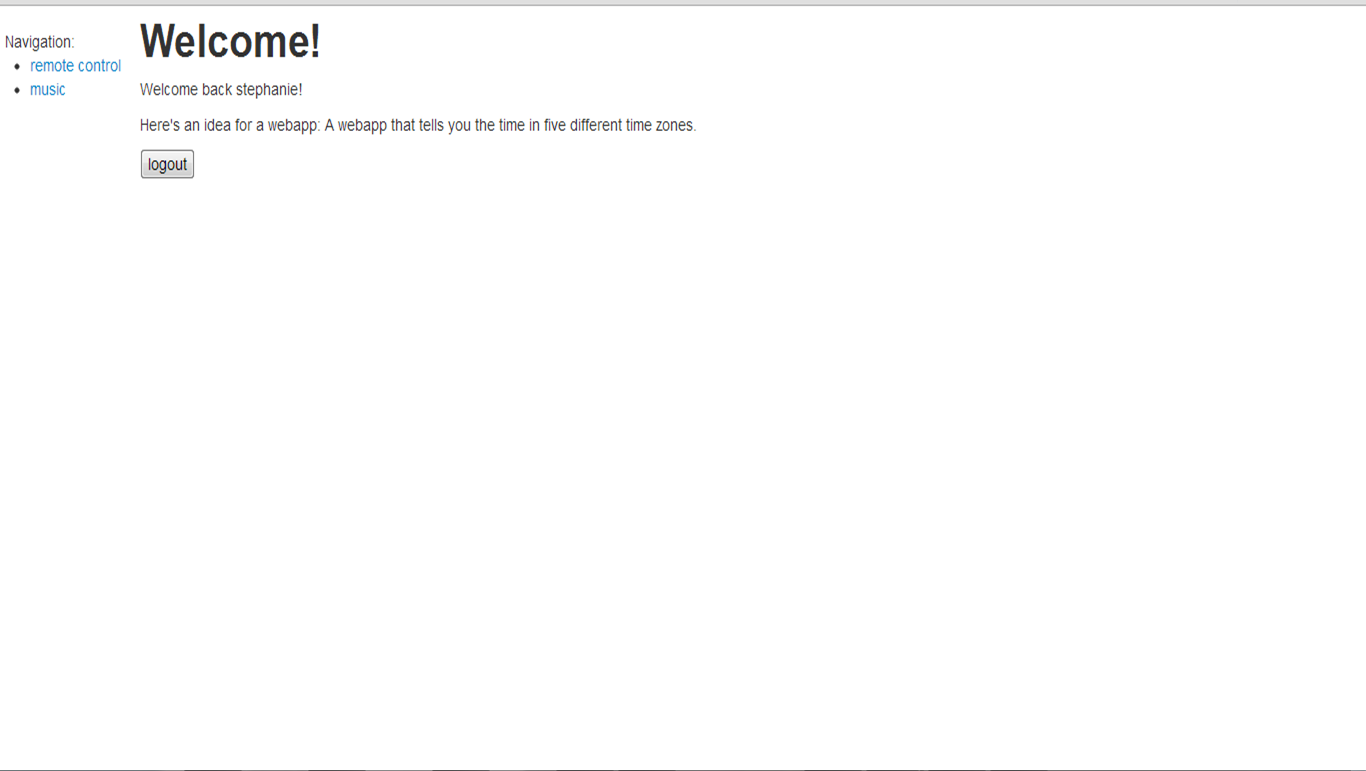 Navigation:
remote control
music
Welcome!
Welcome back stephanie!
Here's an idea for a webapp: A webapp that tells you the time in five different time zones.
logout